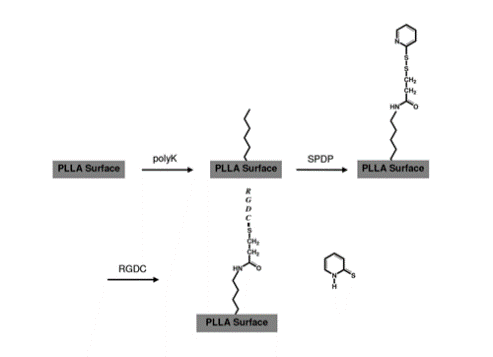 N
S
S
CH2
CH2
HN
O
PLLA Surface
polyK
PLLA Surface
SPDP
PLLA Surface
R
G
D
C
S
CH2
CH2
HN
O
RGDC
N
H
S
PLLA Surface